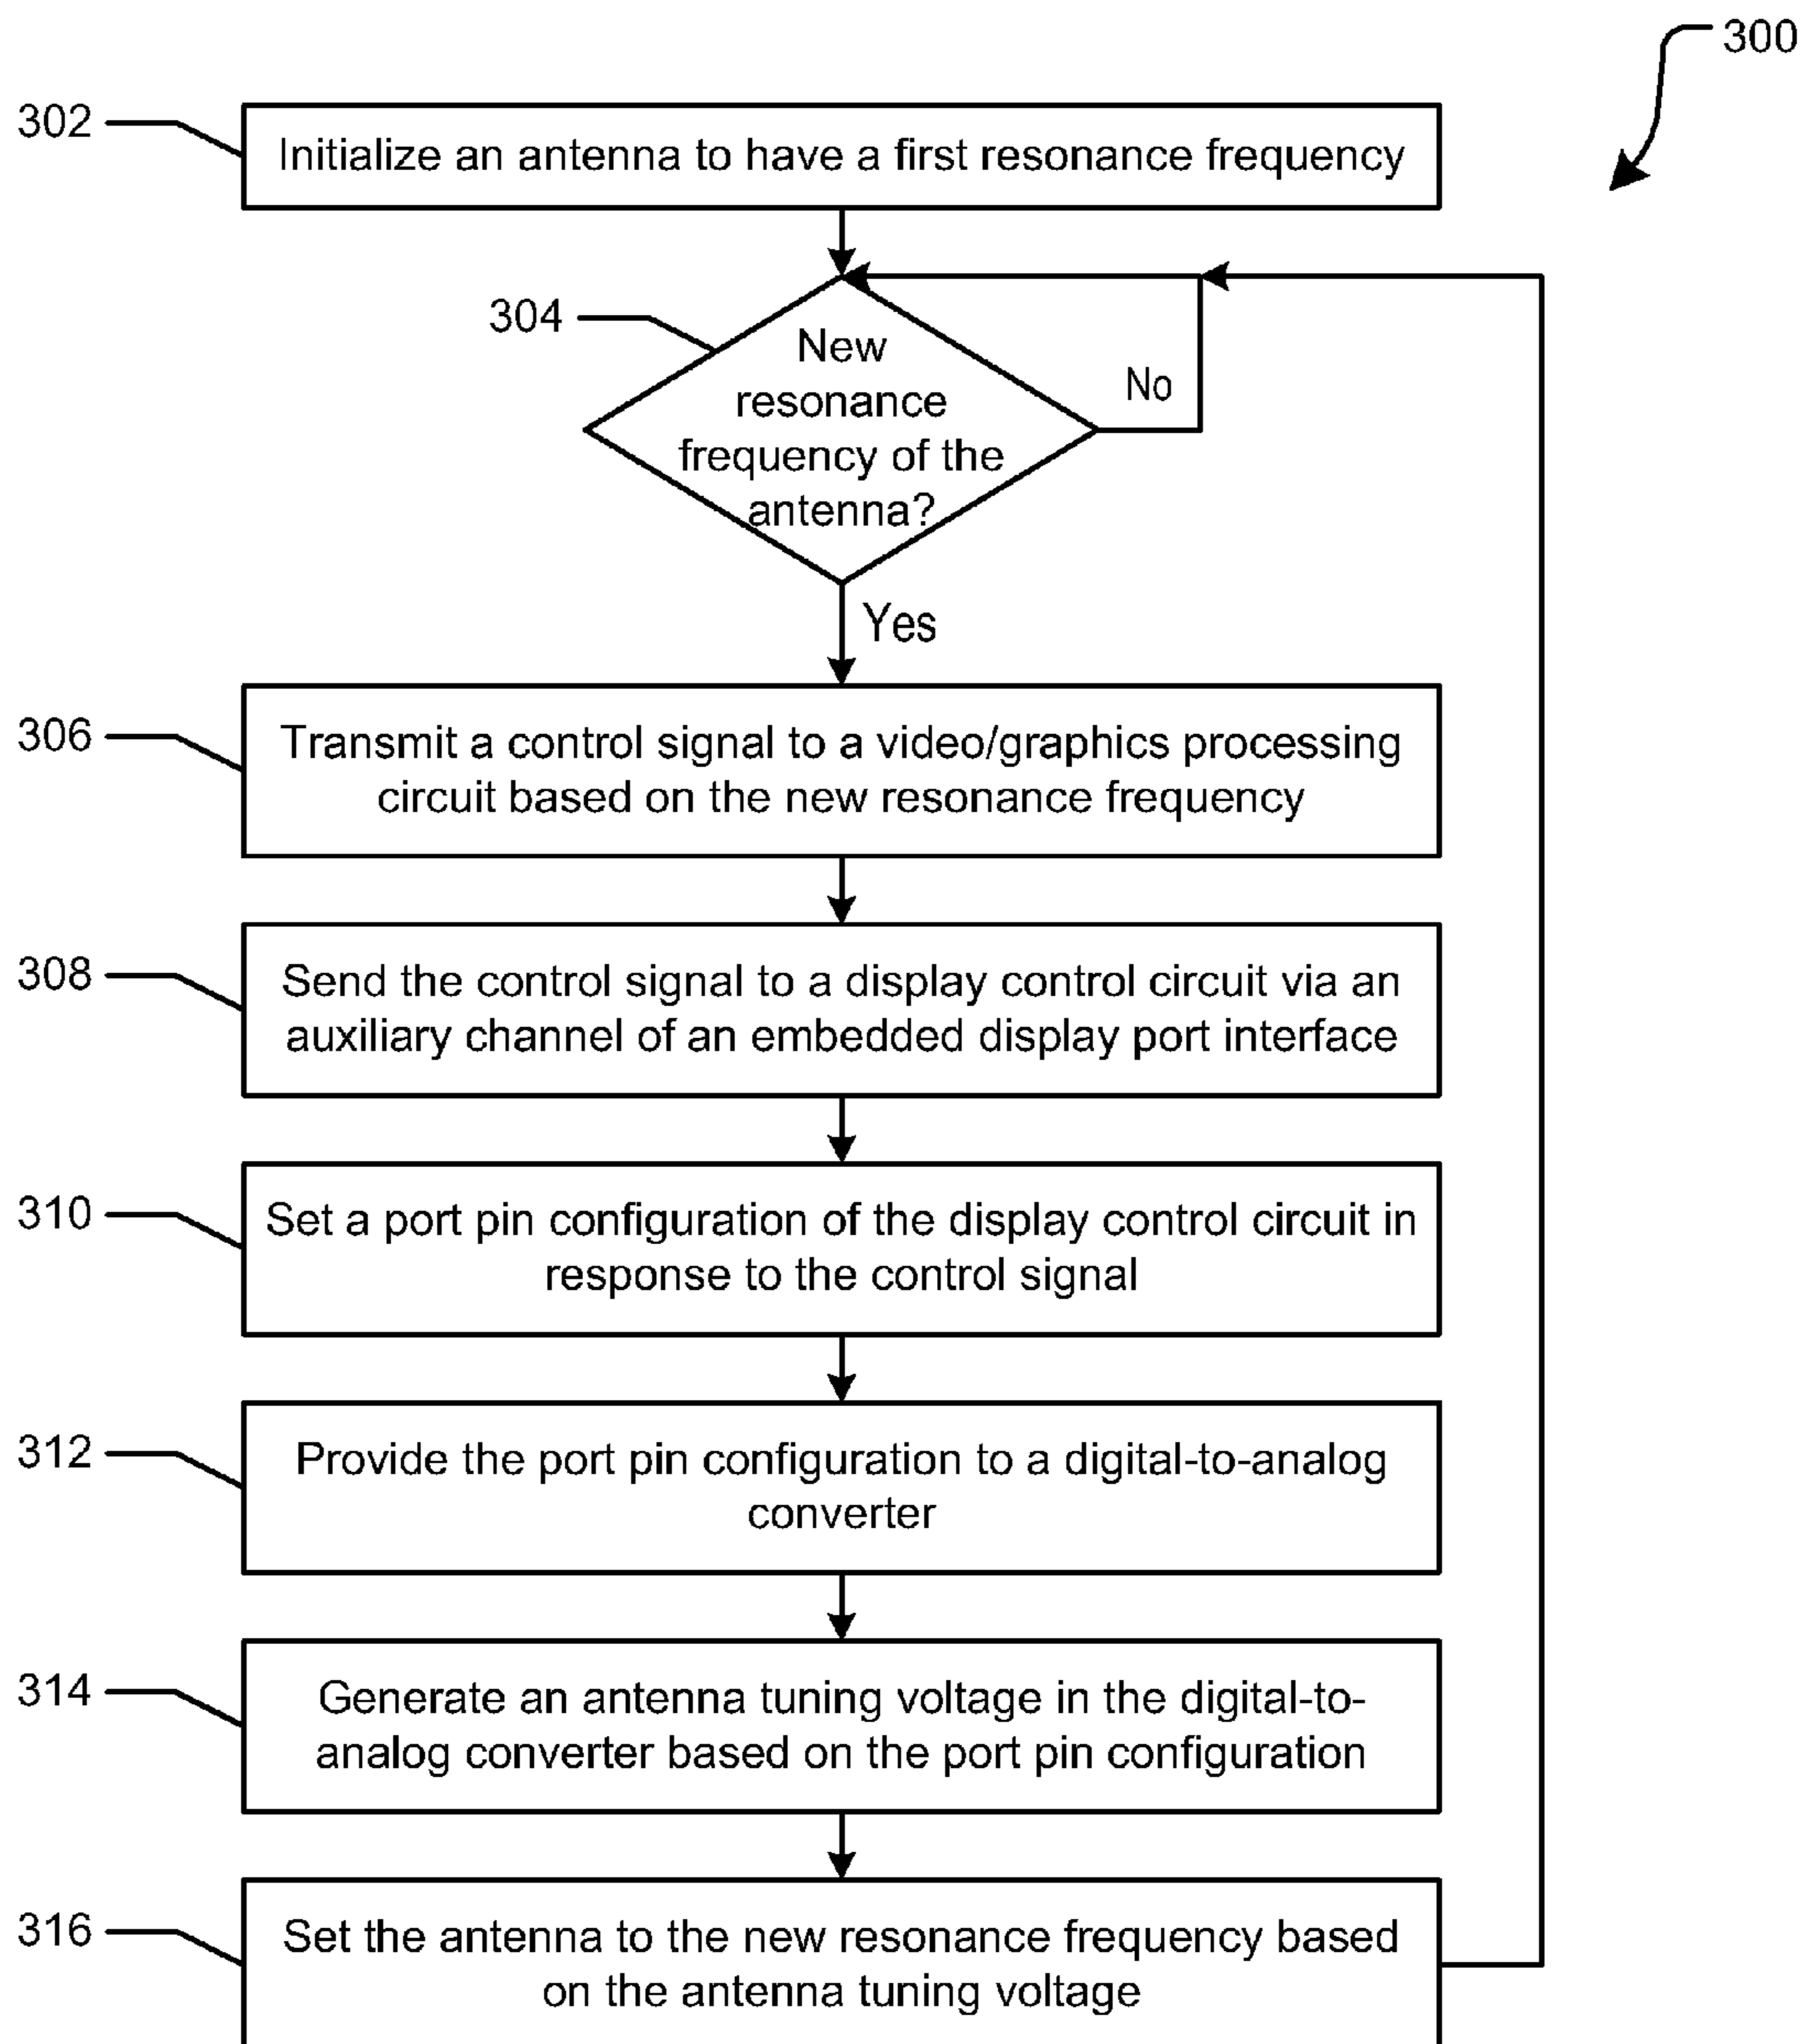 300
302
Initialize an antenna to have a first resonance frequency
304
New
resonance
frequency of the
antenna?
No
Yes
306
Transmit a control signal to a video/graphics processing
circuit based on the new resonance frequency
308
Send the control signal to a display control circuit via an
auxiliary channel of an embedded display port interface
310
Set a port pin configuration of the display control circuit in
response to the control signal
312
Provide the port pin configuration to a digital-to-analog
converter
314
Generate an antenna tuning voltage in the digital-to-
analog converter based on the port pin configuration
316
Set the antenna to the new resonance frequency based
on the antenna tuning voltage